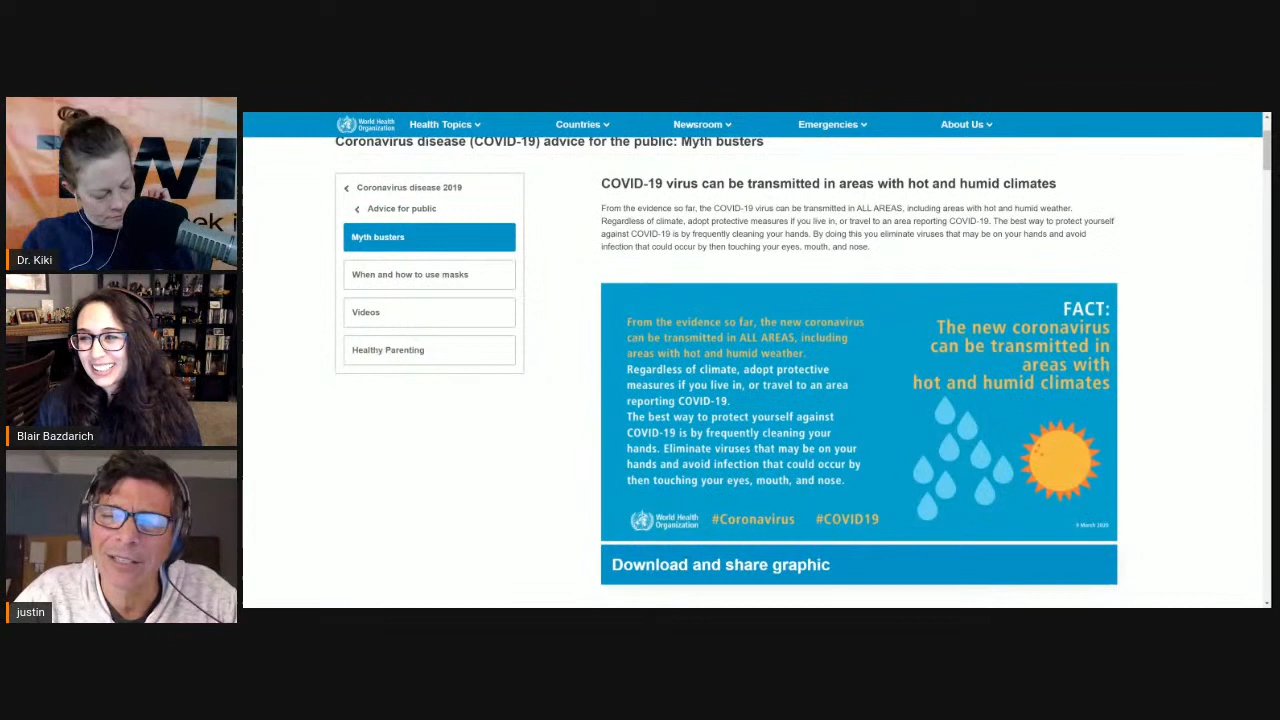 TWI
ek i
Dr. Kiki
Blair Bazdarich
justin
World Health
Organization
Health Topics
Countries
Newsroom
Emergencies
About Us
Coronavirus disease (COVID-19) advice for the public: Myth busters
Coronavirus disease 2019
Advice for public
Myth busters
When and how to use masks
Videos
Healthy Parenting
COVID-19 virus can be transmitted in areas with hot and humid climates
From the evidence so far, the COVID-19 virus can be transmitted in ALL AREAS, including areas with hot and humid weather.
Regardless of climate, adopt protective measures if you live in, or travel to an area reporting COVID-19. The best way to protect yourself
against COVID-19 is by frequently cleaning your hands. By doing this you eliminate viruses that may be on your hands and avoid
infection that could occur by then touching your eyes, mouth, and nose.
From the evidence so far, the new coronavirus
can be transmitted in ALL AREAS, including
areas with hot and humid weather.
Regardless of climate, adopt protective
measures if you live in, or travel to an area
reporting COVID-19.
The best way to protect yourself against
COVID-19 is by frequently cleaning your
hands. Eliminate viruses that may be on your
hands and avoid infection that could occur by
then touching your eyes, mouth, and nose.
FACT:
The new coronavirus
can be transmitted in
areas with
hot and humid climates
World Health
Organization
#Coronavirus #COVID19
Download and share graphic